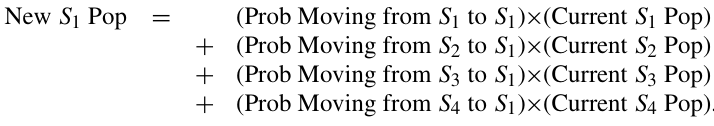 New S₁ Pop = (Prob Moving from S₁ to S₁)×(Current S₁ Pop)
+ (Prob Moving from S₂ to S₁)×(Current S₂ Pop)
+ (Prob Moving from S₃ to S₁)×(Current S₃ Pop)
+ (Prob Moving from S₄ to S₁)×(Current S₄ Pop).